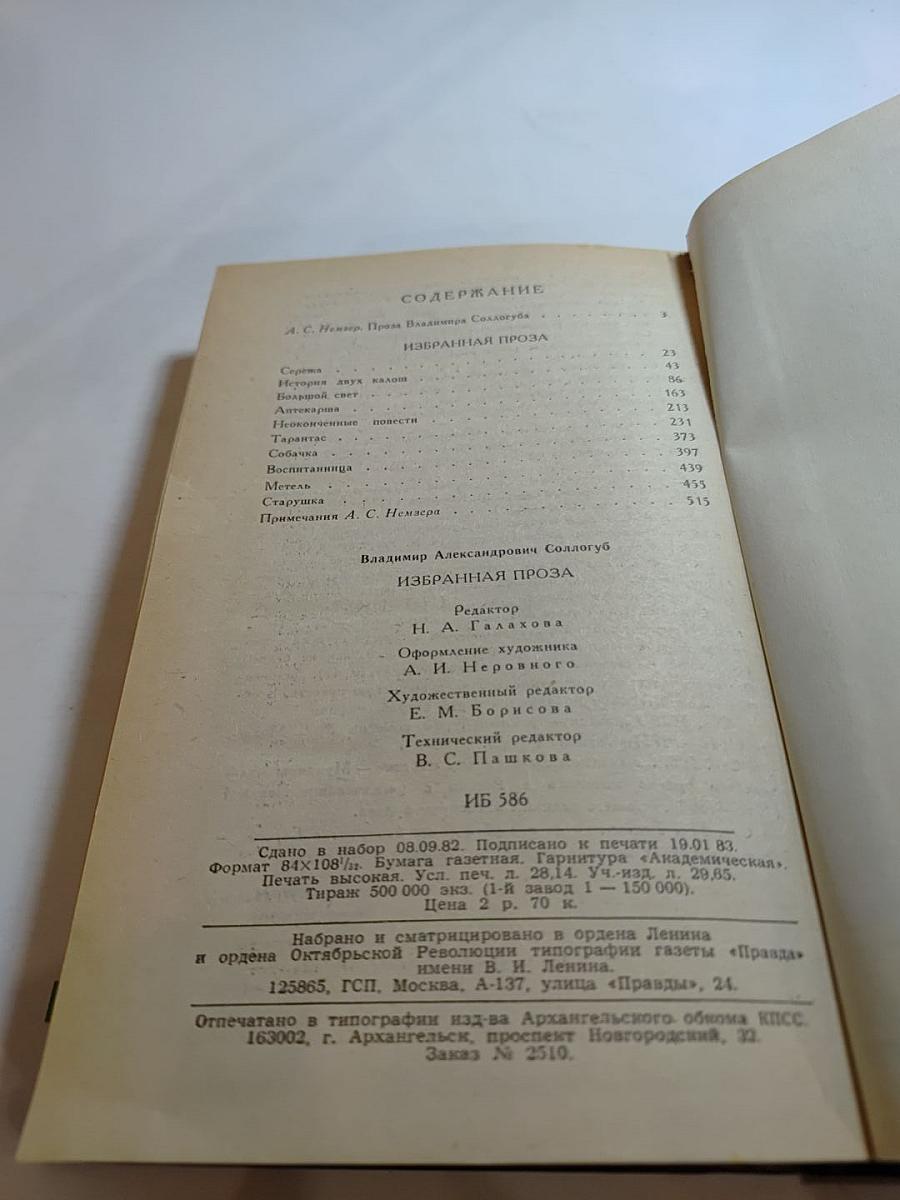 СОДЕРЖАНИЕ
А. С. Немзер. Проза Владимира Соллогуба . . . . . . . . 3
ИЗБРАННАЯ ПРОЗА
Сережа . . . . . . . . 23
История двух калош . . . . . . . . 43
Большой свет . . . . . . . . 86
Аптекарша . . . . . . . . 163
Неоконченные повести . . . . . . . . 213
Тарантас . . . . . . . . 231
Собачка . . . . . . . . 373
Воспитанница . . . . . . . . 397
Метель . . . . . . . . 439
Старушка . . . . . . . . 455
Примечания А. С. Немзера . . . . . . . . 515
Владимир Александрович Соллогуб
ИЗБРАННАЯ ПРОЗА
Редактор
Н. А. Галахова
Оформление художника
А. И. Неровного
Художественный редактор
Е. М. Борисова
Технический редактор
В. С. Пашкова
ИБ 586
Сдано в набор 08.09.82. Подписано к печати 19.01 83.
Формат 84×108¹/₃₂. Бумага газетная. Гарнитура «Академическая».
Печать высокая. Усл. печ. л. 28,14. Уч.-изд. л. 29,65.
Тираж 500 000 экз. (1-й завод 1 — 150 000).
Цена 2 р. 70 к.
Набрано и сматрицировано в ордена Ленина
и ордена Октябрьской Революции типографии газеты «Правда»
имени В. И. Ленина.
125865, ГСП, Москва, А-137, улица «Правды», 24.
Отпечатано в типографии изд-ва Архангельского обкома КПСС.
163002, г. Архангельск, проспект Новгородский, 32.
Заказ № 2510.